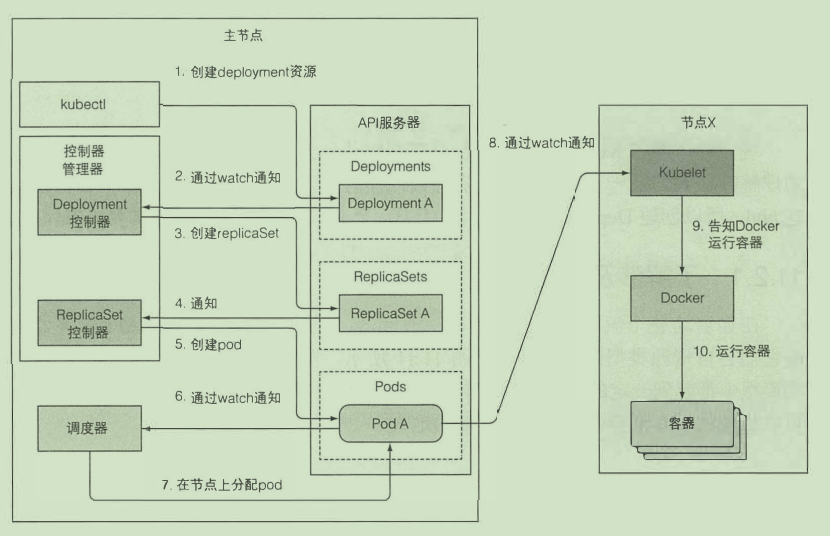 主节点
1. 创建deployment资源
kubectl
API服务器
控制器
管理器
2. 通过watch通知
Deployments
Deployment
控制器
Deployment A
3. 创建replicaSet
ReplicaSets
4. 通知
ReplicaSet
控制器
ReplicaSet A
5. 创建pod
Pods
6. 通过watch通知
调度器
Pod A
7. 在节点上分配pod
8. 通过watch通知
节点X
Kubelet
9. 告知Docker
运行容器
Docker
10. 运行容器
容器